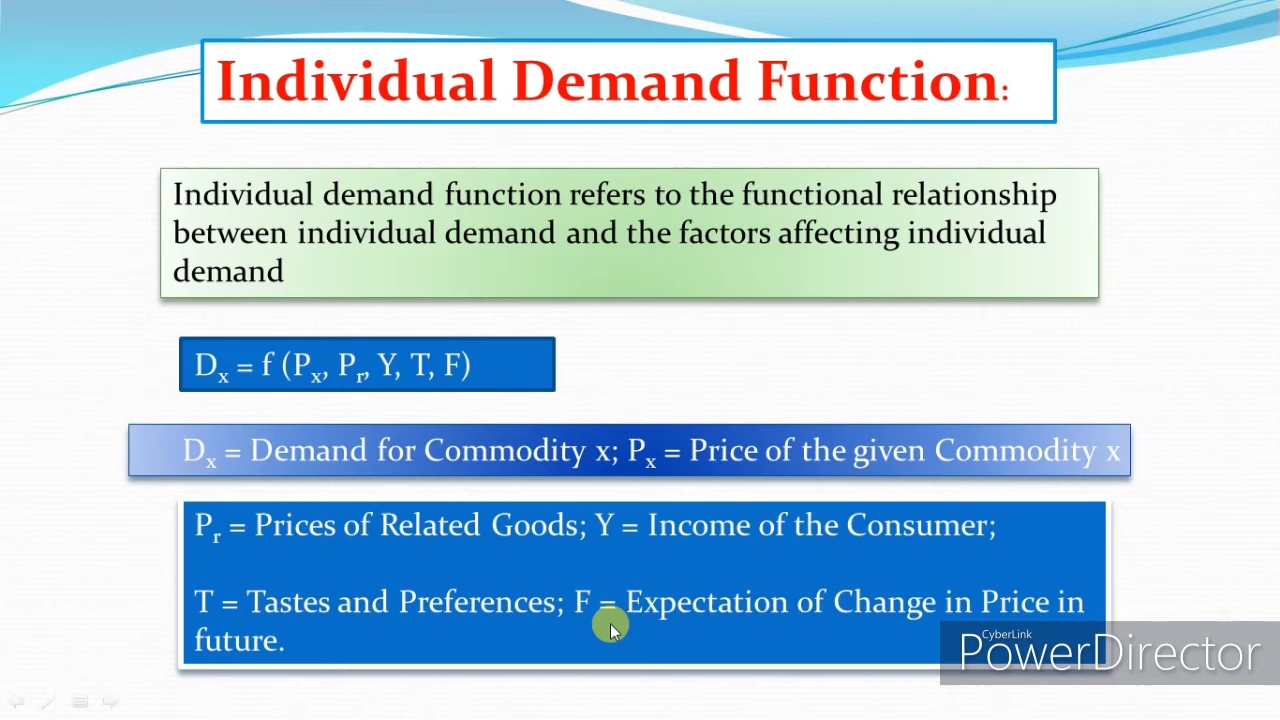 Individual Demand Function:
Individual demand function refers to the functional relationship
between individual demand and the factors affecting individual
demand
Dₓ = f (Pₓ, Pᵣ, Y, T, F)
Dₓ = Demand for Commodity x; Pₓ = Price of the given Commodity x
Pᵣ = Prices of Related Goods; Y = Income of the Consumer;
T = Tastes and Preferences; F = Expectation of Change in Price in
future.
CyberLink
PowerDirector